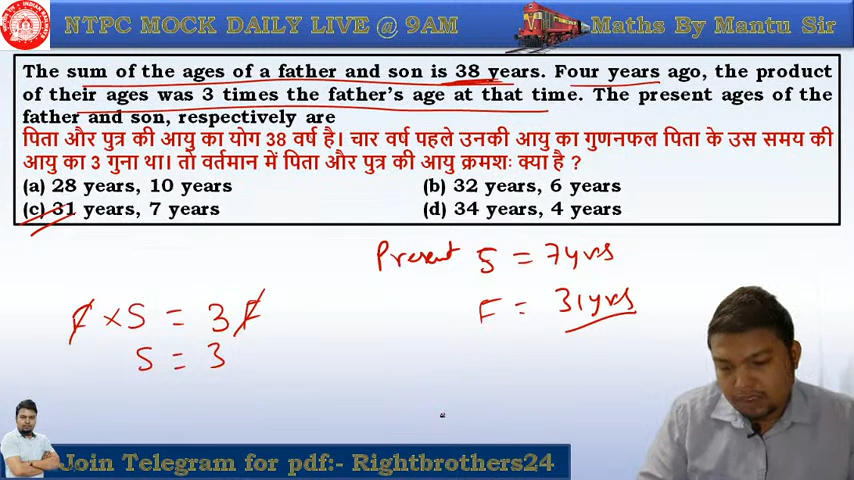 NTPC MOCK DAILY LIVE @ 9AM Maths By Mantu Sir
The sum of the ages of a father and son is 38 years. Four years ago, the product
of their ages was 3 times the father's age at that time. The present ages of the
father and son, respectively are
पिता और पुत्र की आयु का योग 38 वर्ष है। चार वर्ष पहले उनकी आयु का गुणनफल पिता के उस समय की
आयु का 3 गुना था। तो वर्तमान में पिता और पुत्र की आयु क्रमशः क्या है ?
(a) 28 years, 10 years (b) 32 years, 6 years
(c) 31 years, 7 years (d) 34 years, 4 years
Present S = 7yrs
F = 31yrs
F × S = 3F
S = 3
Join Telegram for pdf:- Rightbrothers24